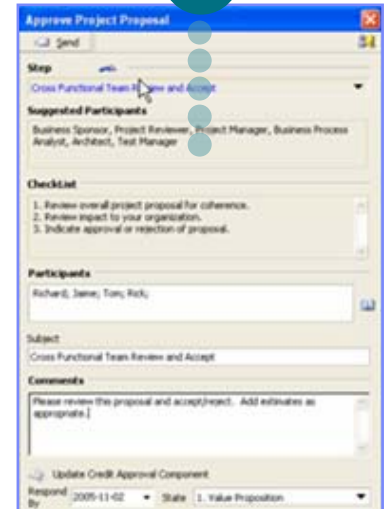 Approve Project Proposal
Send
Step
Cross Functional Team Review and Accept
Suggested Participants
Business Sponsor, Project Reviewer, Project Manager, Business Process
Analyst, Architect, Test Manager
CheckList
1. Review overall project proposal for coherence.
2. Review impact to your organization.
3. Indicate approval or rejection of proposal.
Participants
Richard; Jaime; Tom; Rick;
Subject
Cross Functional Team Review and Accept
Comments
Please review this proposal and accept/reject. Add estimates as
appropriate.
Update Credit Approval Component
Respond By 2005-11-02 State 1. Value Proposition